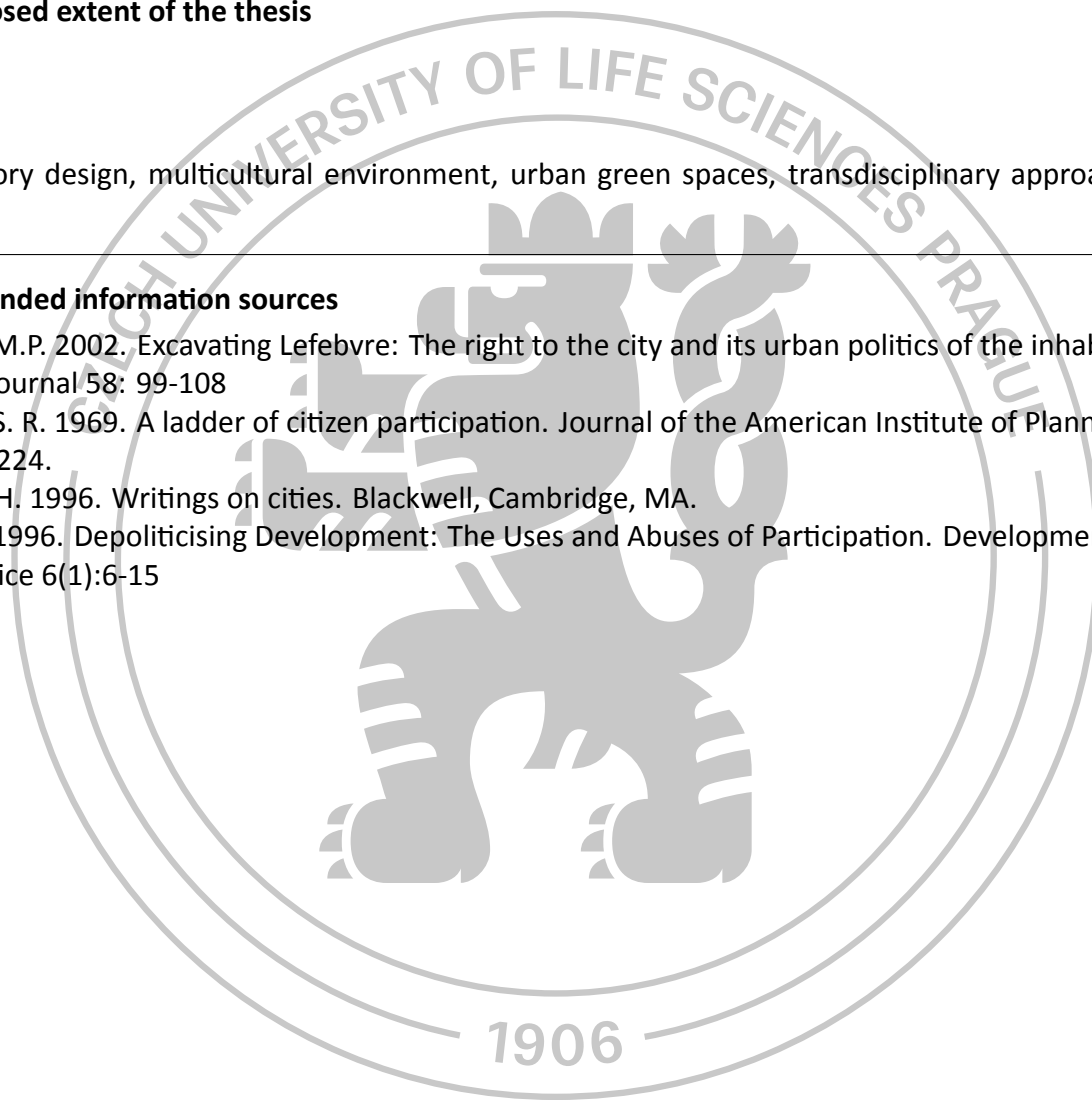 osed extent of the thesis
CZECH UNIVERSITY OF LIFE SCIENCES PRAGUE
ory design, multicultural environment, urban green spaces, transdisciplinary approa
nded information sources
M.P. 2002. Excavating Lefebvre: The right to the city and its urban politics of the inhab
ournal 58: 99-108
S. R. 1969. A ladder of citizen participation. Journal of the American Institute of Plann
224.
H. 1996. Writings on cities. Blackwell, Cambridge, MA.
1996. Depoliticising Development: The Uses and Abuses of Participation. Developme
ice 6(1):6-15
1906